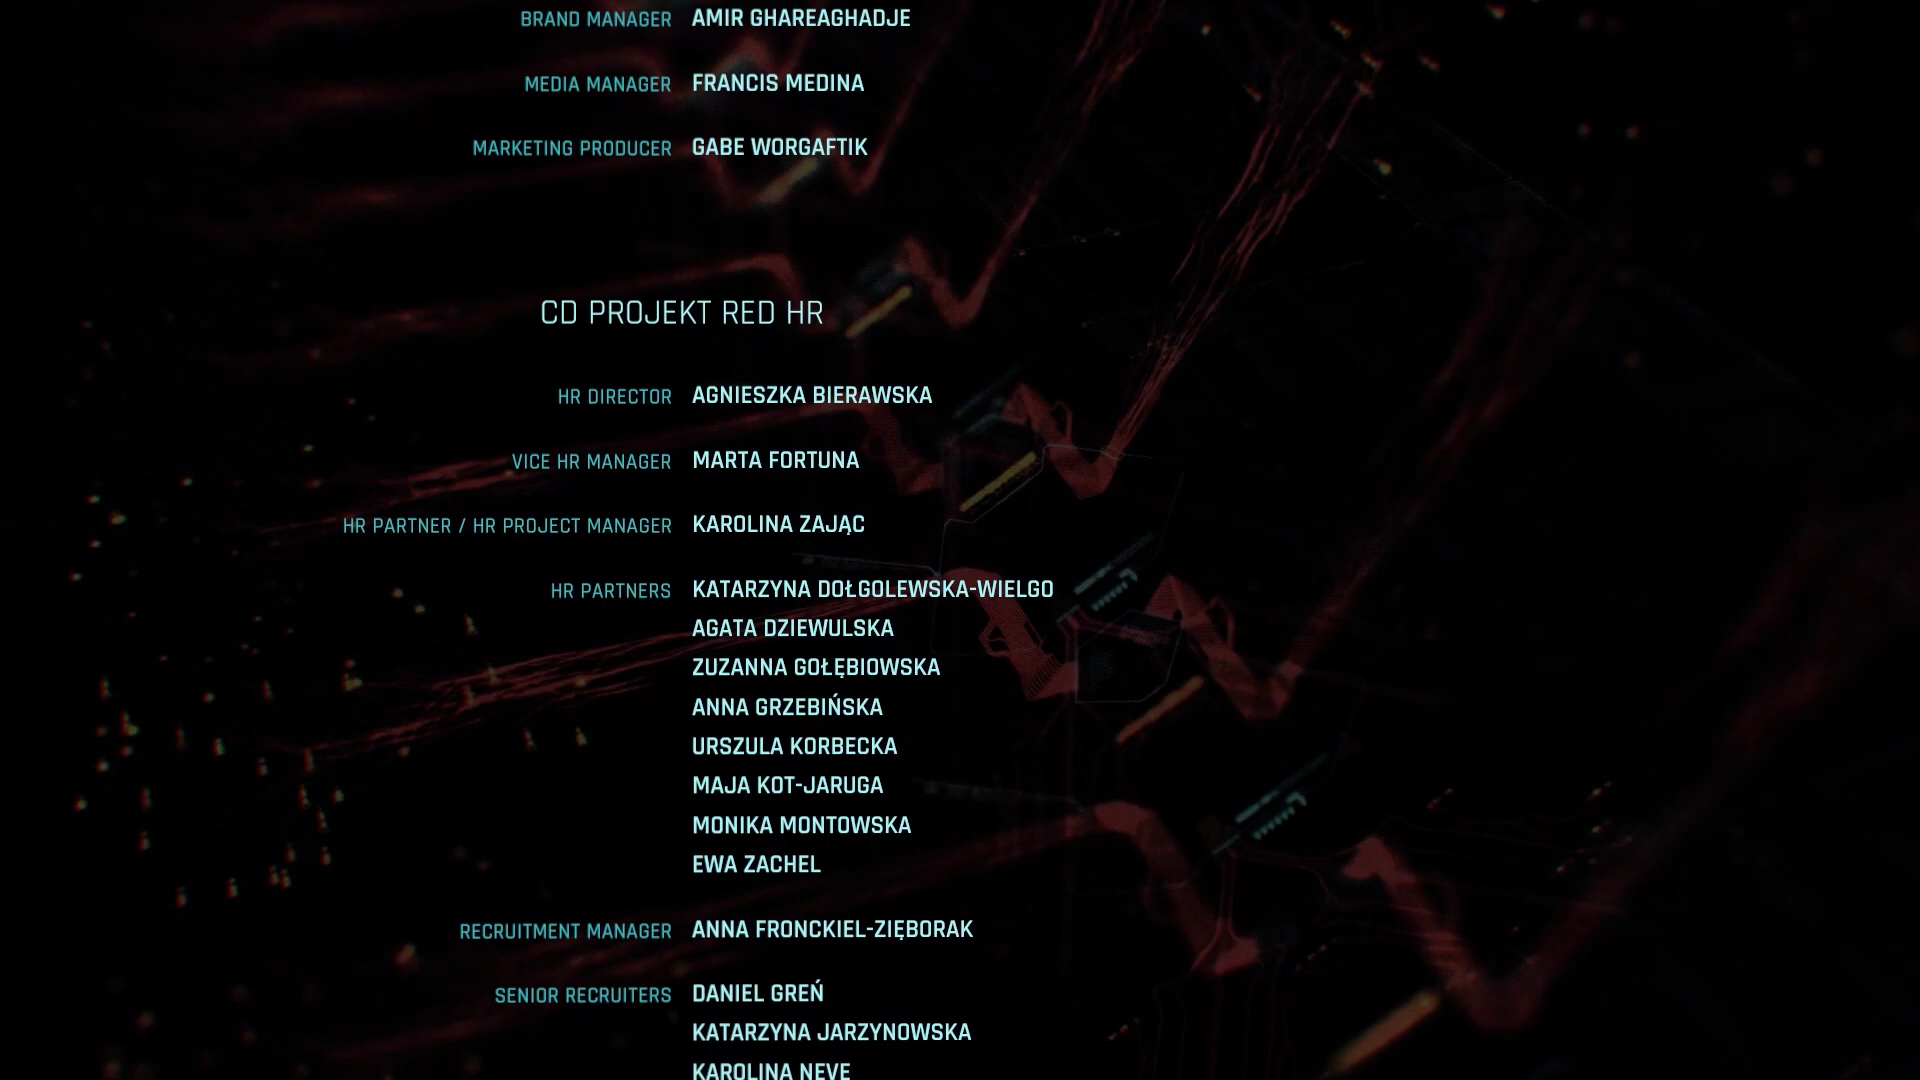 BRAND MANAGER AMIR GHAREAGHADJE
MEDIA MANAGER FRANCIS MEDINA
MARKETING PRODUCER GABE WORGAFTIK
CD PROJEKT RED HR
HR DIRECTOR AGNIESZKA BIERAWSKA
VICE HR MANAGER MARTA FORTUNA
HR PARTNER / HR PROJECT MANAGER KAROLINA ZAJĄC
HR PARTNERS KATARZYNA DOŁGOLEWSKA-WIELGO
AGATA DZIEWULSKA
ZUZANNA GOŁĘBIOWSKA
ANNA GRZEBIŃSKA
URSZULA KORBECKA
MAJA KOT-JARUGA
MONIKA MONTOWSKA
EWA ZACHEL
RECRUITMENT MANAGER ANNA FRONCKIEL-ZIĘBORAK
SENIOR RECRUITERS DANIEL GREŃ
KATARZYNA JARZYNOWSKA
KAROLINA NEVE